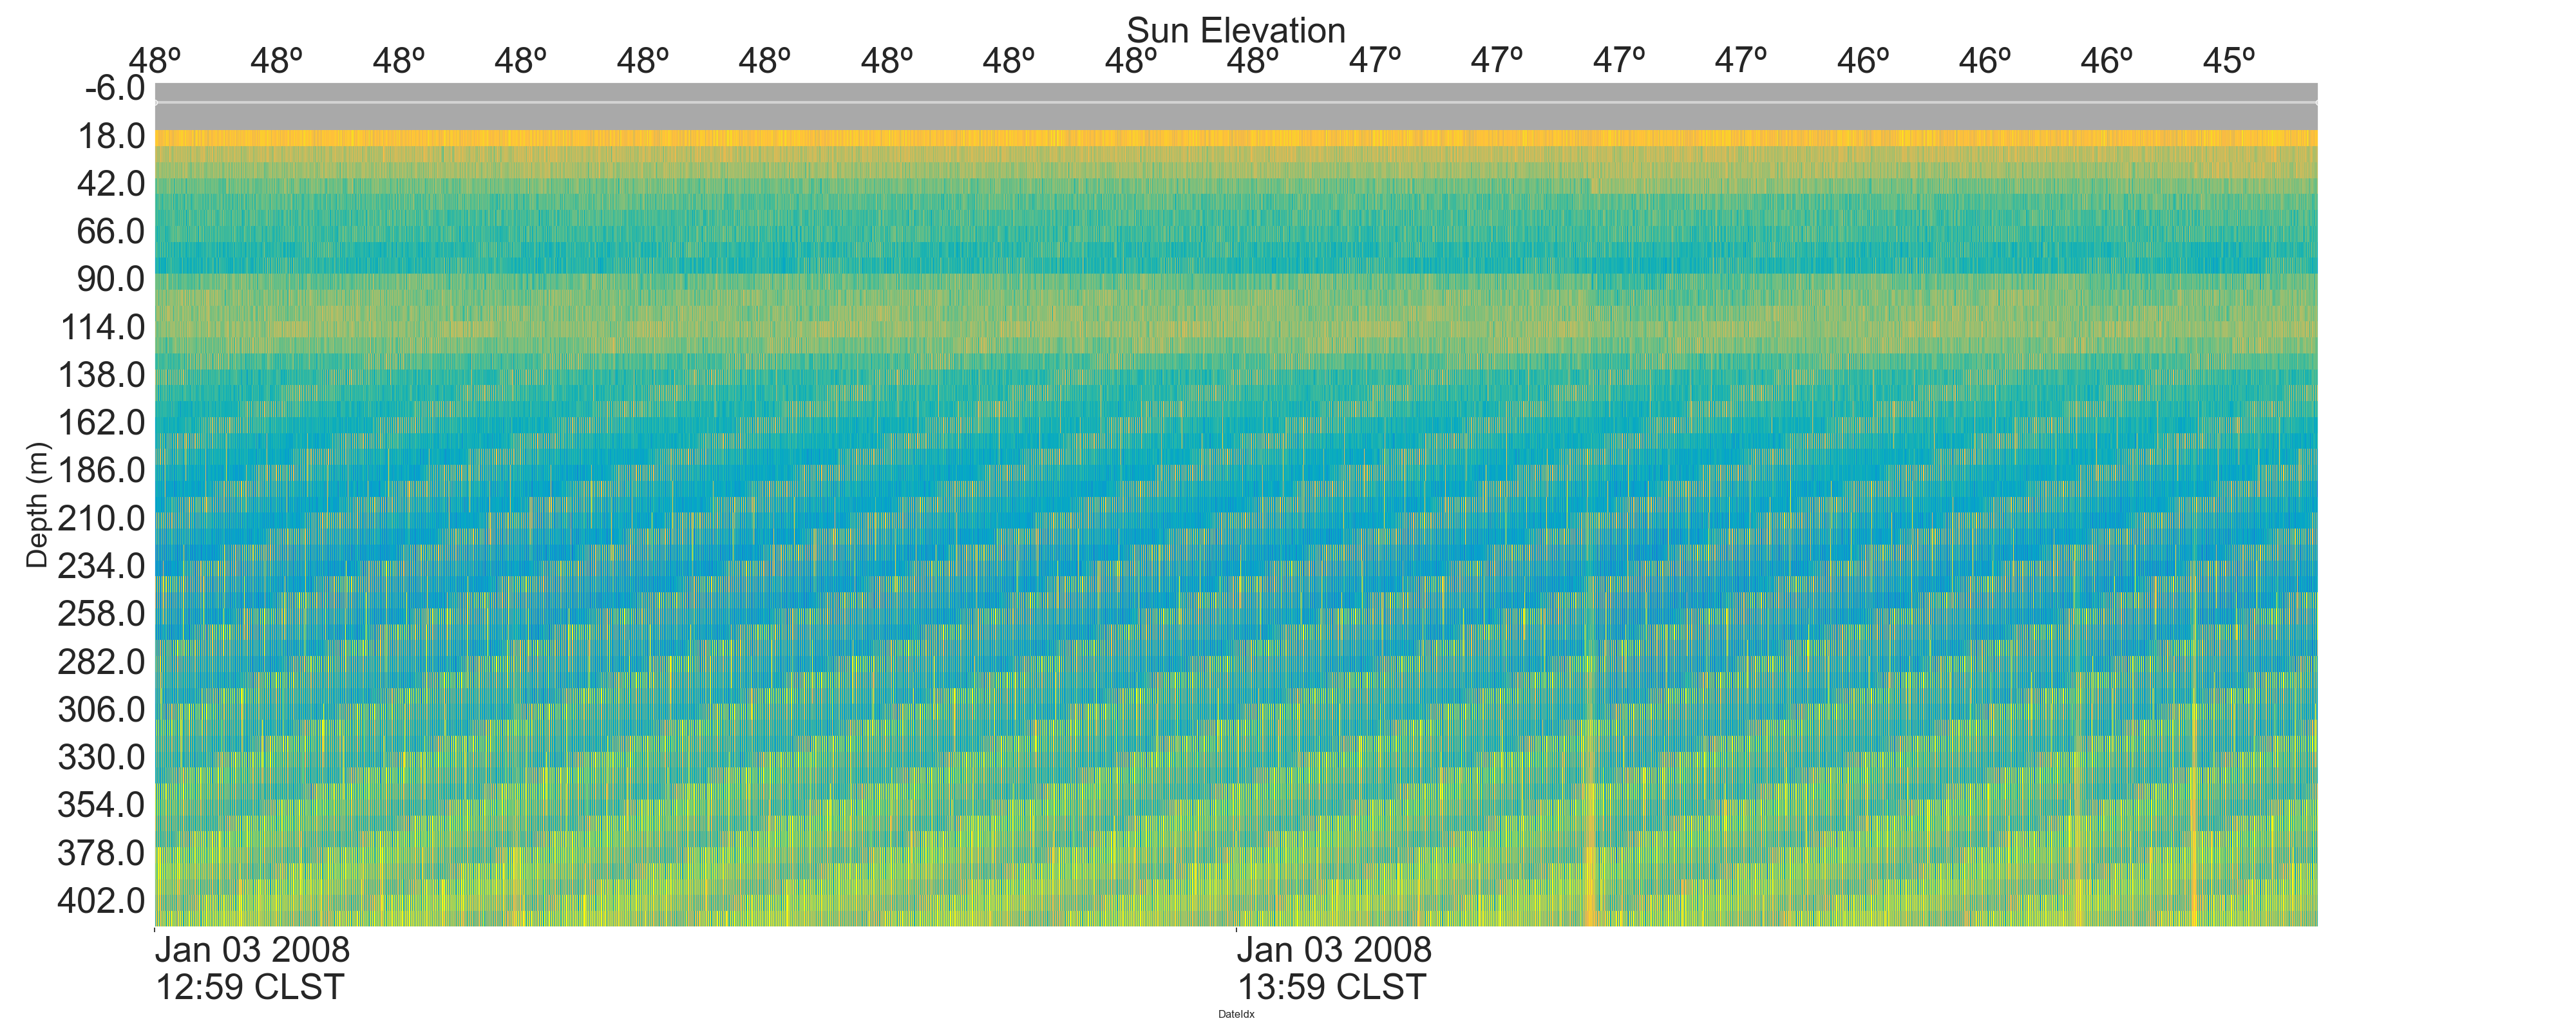 Sun Elevation
48º 48º 48º 48º 48º 48º 48º 48º 48º 48º 47º 47º 47º 47º 46º 46º 46º 45º
-6.0
18.0
42.0
66.0
90.0
114.0
138.0
162.0
186.0
210.0
234.0
258.0
282.0
306.0
330.0
354.0
378.0
402.0
Depth (m)
Jan 03 2008
12:59 CLST
Jan 03 2008
13:59 CLST
DateIdx